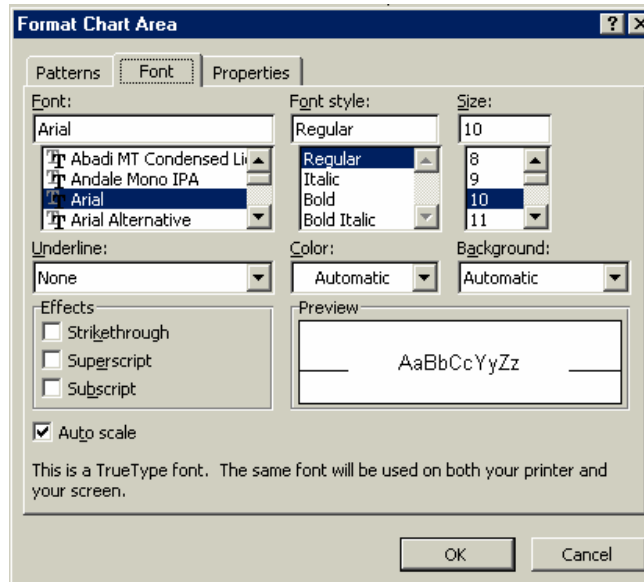 Format Chart Area
Patterns Font Properties
Font: Font style: Size:
Arial Regular 10
Abadi MT Condensed Li Regular 8
Andale Mono IPA Italic 9
Arial Bold 10
Arial Alternative Bold Italic 11
Underline: Color: Background:
None Automatic Automatic
Effects Preview
Strikethrough
Superscript AaBbCcYyZz
Subscript
Auto scale
This is a TrueType font. The same font will be used on both your printer and
your screen.
OK Cancel